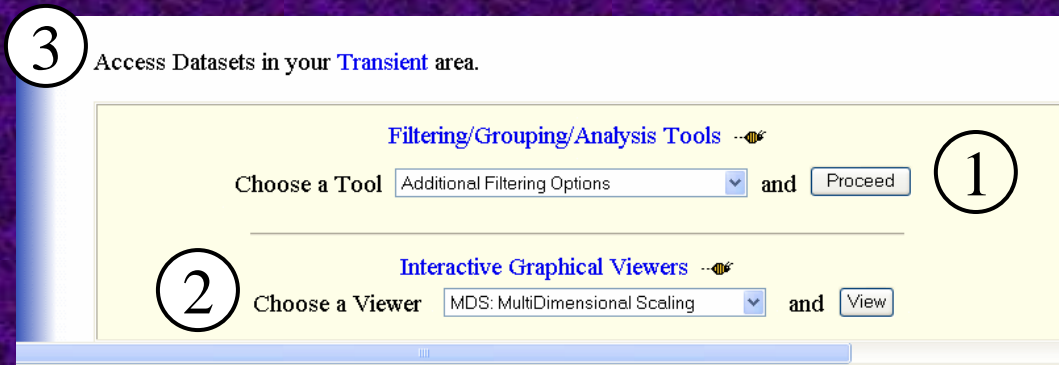 3
Access Datasets in your Transient area.
Filtering/Grouping/Analysis Tools
Choose a Tool Additional Filtering Options and Proceed
1
Interactive Graphical Viewers
2
Choose a Viewer MDS: MultiDimensional Scaling and View